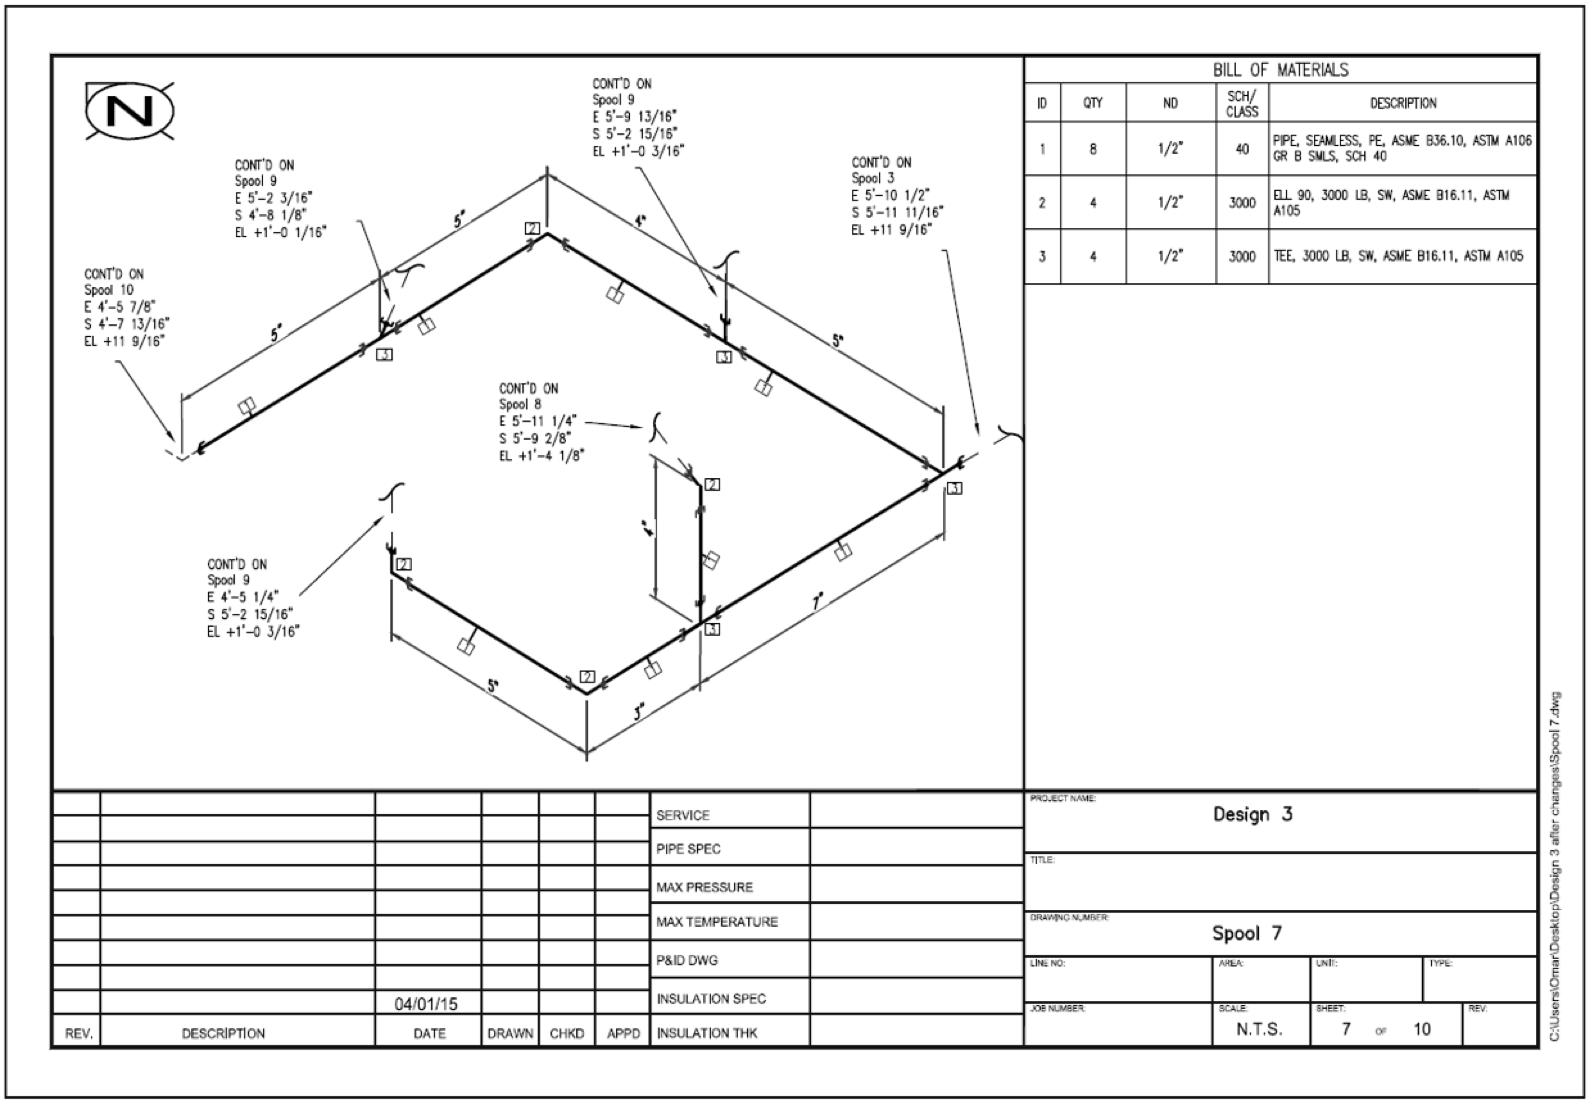 N
CONT'D ON
Spool 9
E 5'-9 13/16"
S 5'-2 15/16"
EL +1'-0 3/16"
CONT'D ON
Spool 9
E 5'-2 3/16"
S 4'-8 1/8"
EL +1'-0 1/16"
CONT'D ON
Spool 3
E 5'-10 1/2"
S 5'-11 11/16"
EL +11 9/16"
CONT'D ON
Spool 10
E 4'-5 7/8"
S 4'-7 13/16"
EL +11 9/16"
CONT'D ON
Spool 8
E 5'-11 1/4"
S 5'-9 2/8"
EL +1'-4 1/8"
CONT'D ON
Spool 9
E 4'-5 1/4"
S 5'-2 15/16"
EL +1'-0 3/16"
5"
4"
2
5"
3
3
5"
1
1
1
1
4"
2
3
2
1
1
3
7"
1
1
2
5"
3"
BILL OF MATERIALS
ID QTY ND SCH/ CLASS DESCRIPTION
1 8 1/2" 40 PIPE, SEAMLESS, PE, ASME B36.10, ASTM A106
GR B SMLS, SCH 40
2 4 1/2" 3000 ELL 90, 3000 LB, SW, ASME B16.11, ASTM
A105
3 4 1/2" 3000 TEE, 3000 LB, SW, ASME B16.11, ASTM A105
04/01/15
REV. DESCRIPTION DATE DRAWN CHKD APPD
SERVICE
PIPE SPEC
MAX PRESSURE
MAX TEMPERATURE
P&ID DWG
INSULATION SPEC
INSULATION THK
PROJECT NAME:
Design 3
TITLE:
DRAWING NUMBER:
Spool 7
LINE NO: AREA: UNIT: TYPE:
JOB NUMBER: SCALE: SHEET: REV:
N.T.S. 7 OF 10
C:\Users\Omar\Desktop\Design 3 after changes\Spool 7.dwg